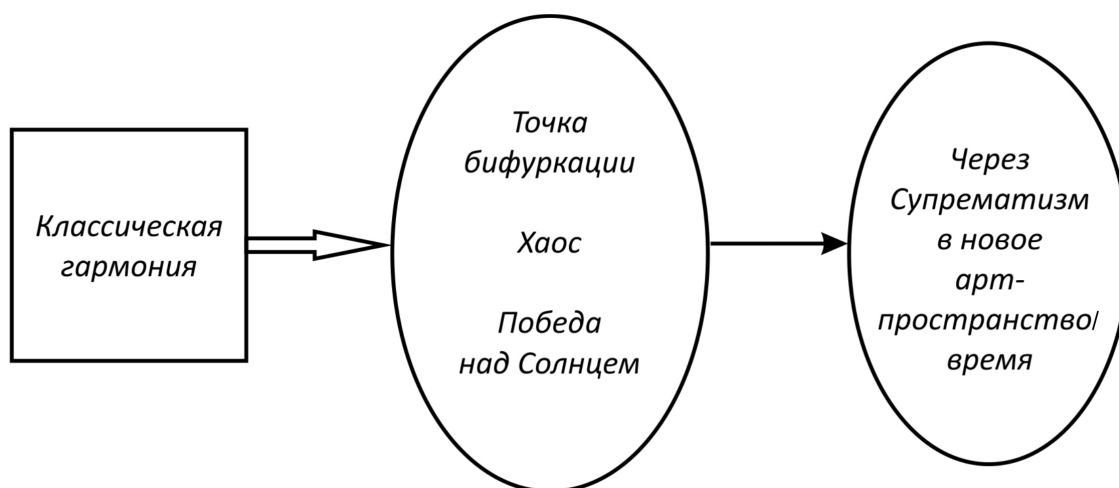 Классическая
гармония
Точка
бифуркации
Хаос
Победа
над Солнцем
Через
Супрематизм
в новое
арт-
пространство/
время